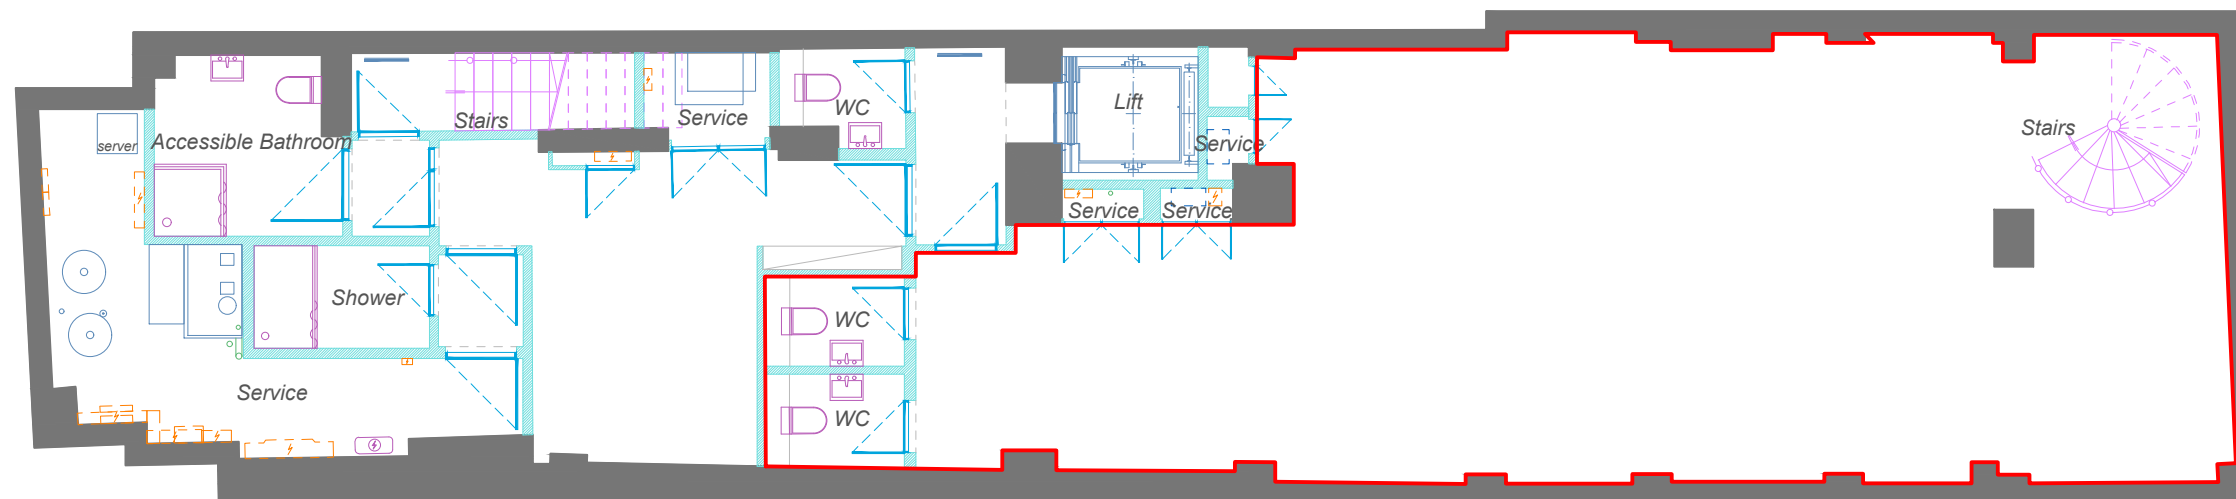 server
Accessible Bathroom
Stairs
Service
WC
Lift
Service
Stairs
Service
Service
Shower
WC
Service
WC